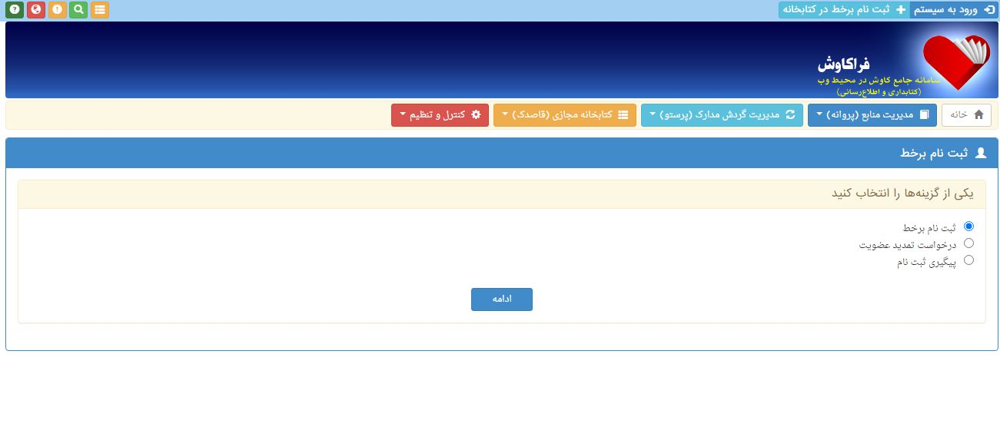 ورود به سیستم
ثبت نام برخط در کتابخانه
فراکاوش
سامانه جامع کاوش در محیط وب
(کتابداری و اطلاع‌رسانی)
خانه
مدیریت منابع (پروانه)
مدیریت گردش مدارک (پرستو)
کتابخانه مجازی (قاصدک)
کنترل و تنظیم
ثبت نام برخط
یکی از گزینه‌ها را انتخاب کنید
ثبت نام برخط
درخواست تمدید عضویت
پیگیری ثبت نام
ادامه